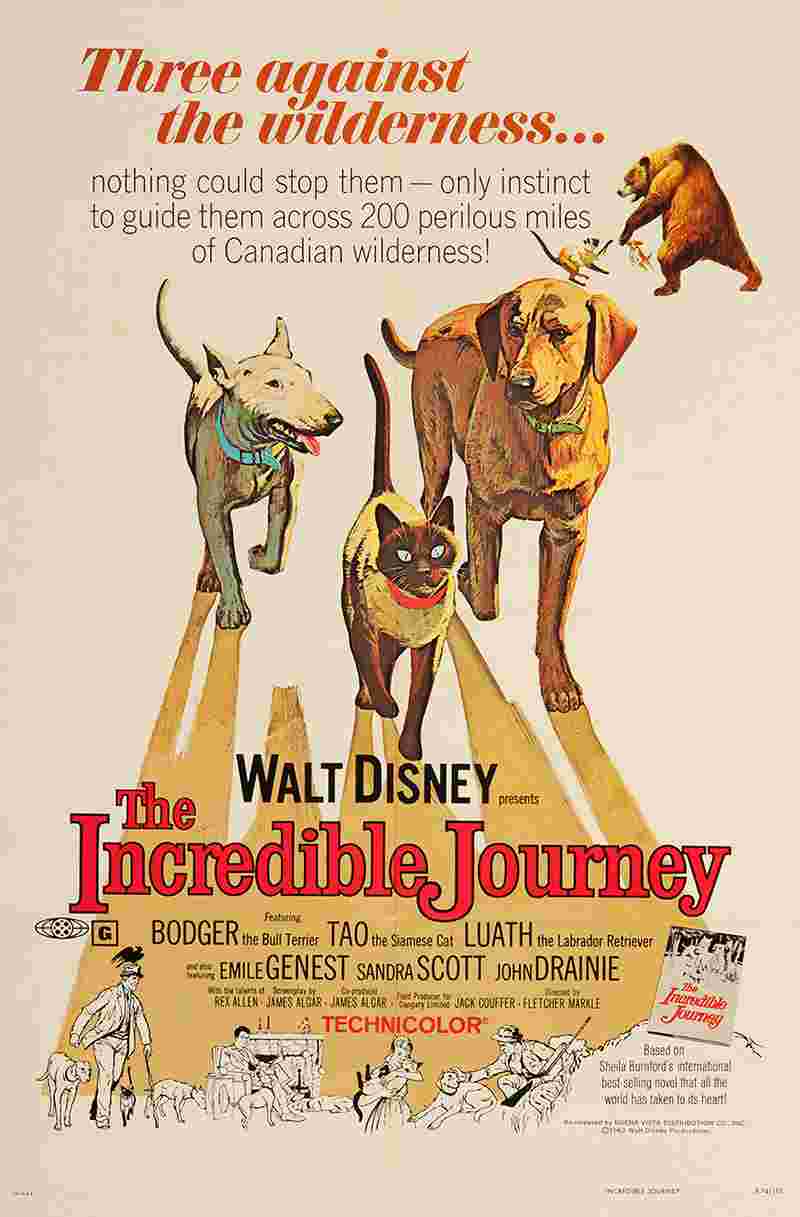 Three against
the wilderness...
nothing could stop them — only instinct
to guide them across 200 perilous miles
of Canadian wilderness!
WALT DISNEY presents
The
Incredible Journey
G
Featuring
BODGER the Bull Terrier TAO the Siamese Cat LUATH the Labrador Retriever
and also featuring EMILE GENEST SANDRA SCOTT JOHN DRAINIE
With the talents of REX ALLEN · Screenplay by JAMES ALGAR · Co-producer JAMES ALGAR · Field Producer for Cangary Limited JACK COUFFER · Directed by FLETCHER MARKLE
TECHNICOLOR®
The
Incredible
Journey
Based on
Sheila Burnford's international
best selling novel that all the
world has taken to its heart!
Re-released by BUENA VISTA DISTRIBUTION CO., INC.
©1963 Walt Disney Productions
"INCREDIBLE JOURNEY"